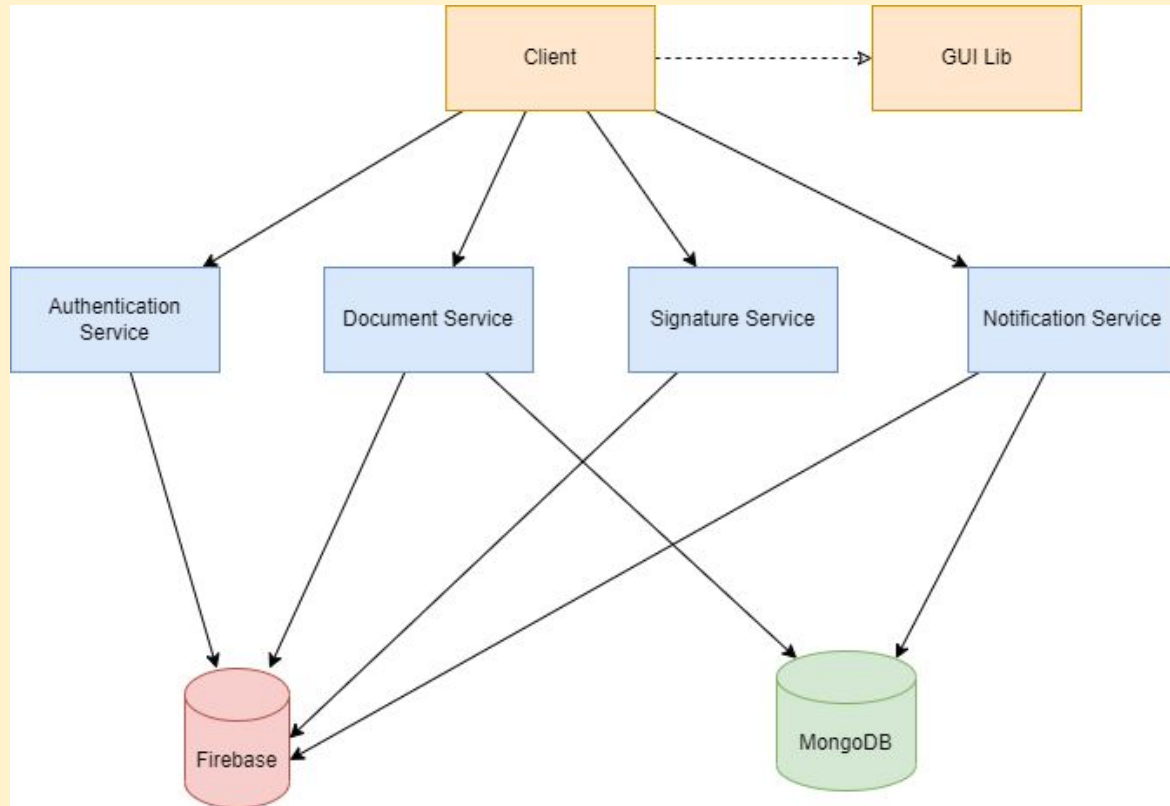 Client
GUI Lib
Authentication
Service
Document Service
Signature Service
Notification Service
Firebase
MongoDB